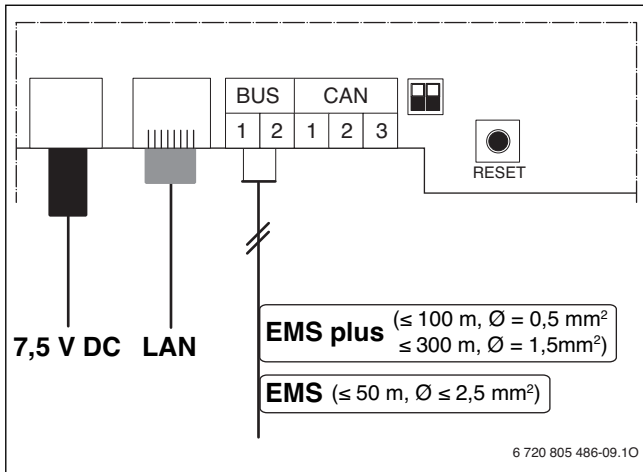 BUS CAN
1 2 1 2 3
RESET
7,5 V DC LAN
EMS plus (≤ 100 m, Ø = 0,5 mm²
≤ 300 m, Ø = 1,5mm²)
EMS (≤ 50 m, Ø ≤ 2,5 mm²)
6 720 805 486-09.1O